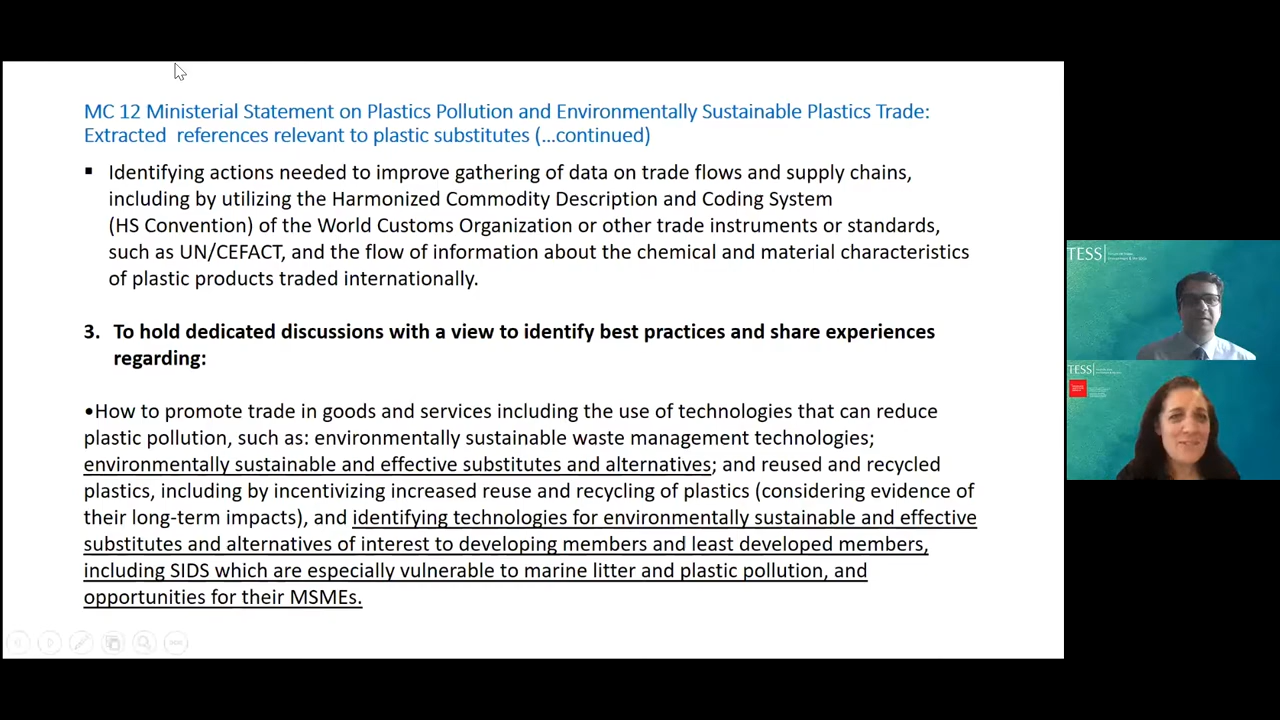 MC 12 Ministerial Statement on Plastics Pollution and Environmentally Sustainable Plastics Trade:
Extracted references relevant to plastic substitutes (...continued)
▪ Identifying actions needed to improve gathering of data on trade flows and supply chains,
including by utilizing the Harmonized Commodity Description and Coding System
(HS Convention) of the World Customs Organization or other trade instruments or standards,
such as UN/CEFACT, and the flow of information about the chemical and material characteristics
of plastic products traded internationally.
3. To hold dedicated discussions with a view to identify best practices and share experiences
regarding:
•How to promote trade in goods and services including the use of technologies that can reduce
plastic pollution, such as: environmentally sustainable waste management technologies;
environmentally sustainable and effective substitutes and alternatives; and reused and recycled
plastics, including by incentivizing increased reuse and recycling of plastics (considering evidence of
their long-term impacts), and identifying technologies for environmentally sustainable and effective
substitutes and alternatives of interest to developing members and least developed members,
including SIDS which are especially vulnerable to marine litter and plastic pollution, and
opportunities for their MSMEs.
TESS
TESS